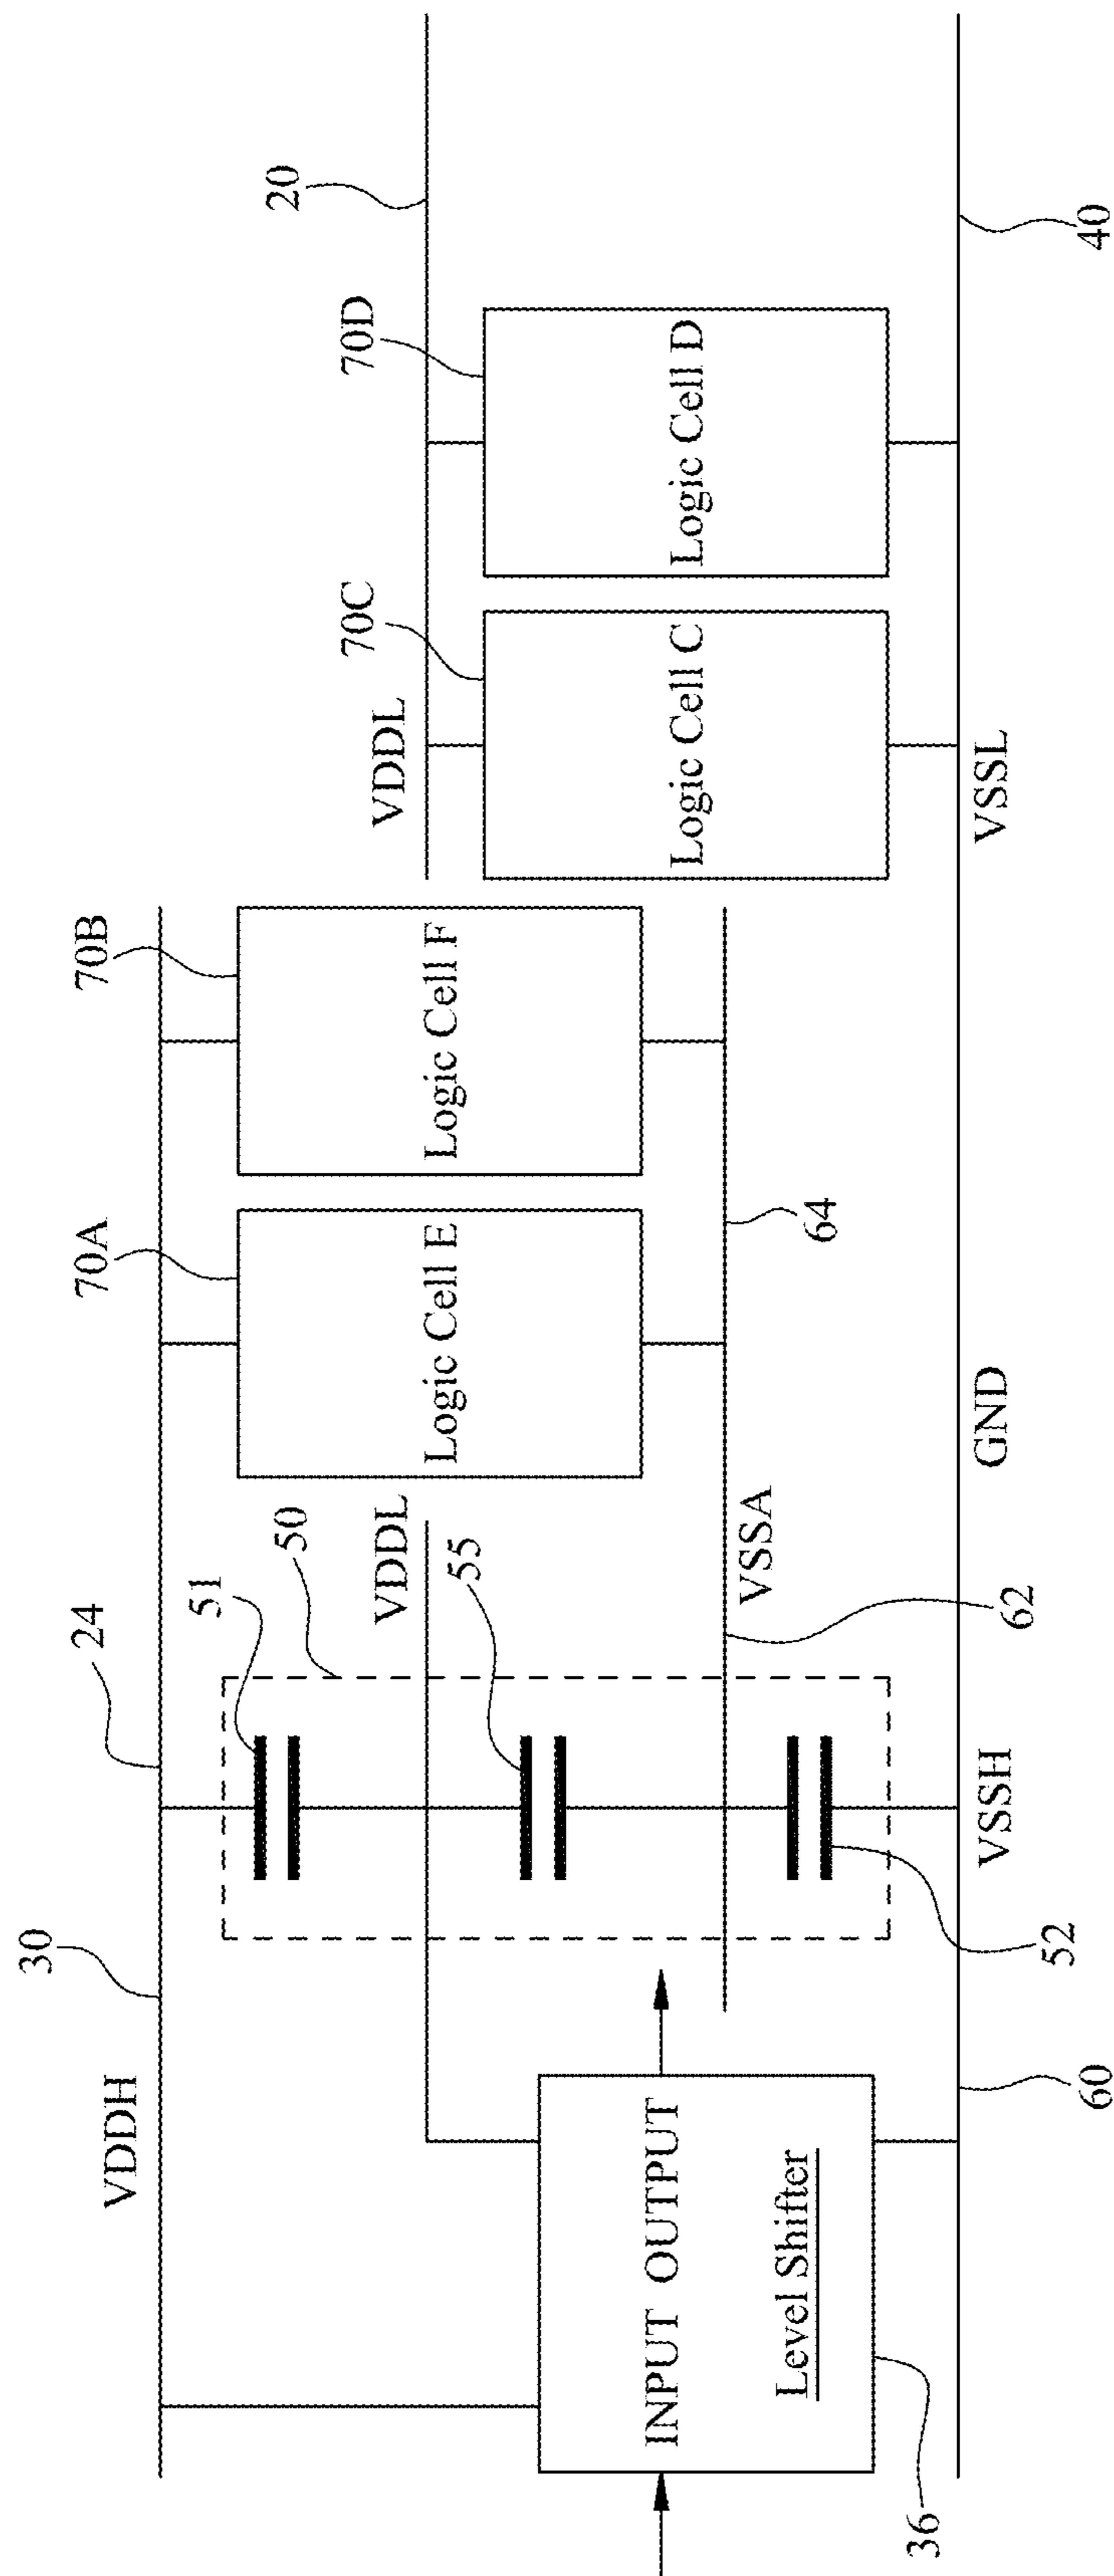 VDDH
30
24
51
50
VDDL
55
VSSA
62
52
VSSH
60
36
INPUT OUTPUT
Level Shifter
GND
64
70A
Logic Cell E
70B
Logic Cell F
VDDL
20
70C
Logic Cell C
70D
Logic Cell D
VSSL
40